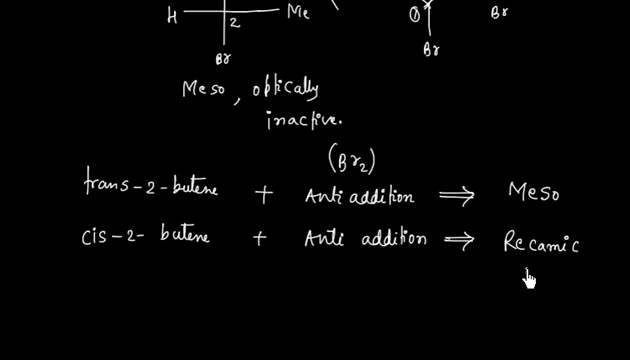 H Me Br
2
Br Br
Meso, optically
inactive.
(Br2)
trans-2-butene + Anti addition ⟹ Meso
cis-2-butene + Anti addition ⟹ Recamic